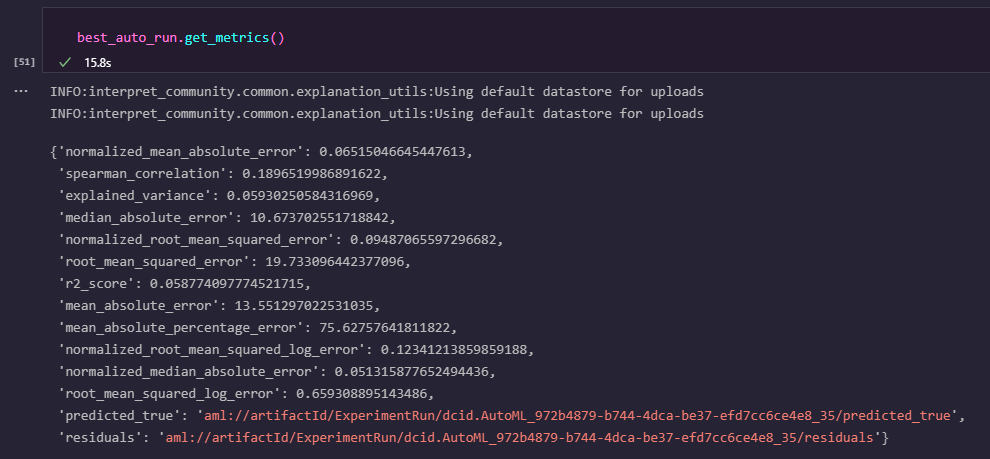 best_auto_run.get_metrics()
[51] ✓ 15.8s
... INFO:interpret_community.common.explanation_utils:Using default datastore for uploads
INFO:interpret_community.common.explanation_utils:Using default datastore for uploads
{'normalized_mean_absolute_error': 0.06515046645447613,
'spearman_correlation': 0.1896519986891622,
'explained_variance': 0.05930250584316969,
'median_absolute_error': 10.673702551718842,
'normalized_root_mean_squared_error': 0.09487065597296682,
'root_mean_squared_error': 19.733096442377096,
'r2_score': 0.058774097774521715,
'mean_absolute_error': 13.551297022531035,
'mean_absolute_percentage_error': 75.62757641811822,
'normalized_root_mean_squared_log_error': 0.12341213859859188,
'normalized_median_absolute_error': 0.051315877652494436,
'root_mean_squared_log_error': 0.659308895143486,
'predicted_true': 'aml://artifactId/ExperimentRun/dcid.AutoML_972b4879-b744-4dca-be37-efd7cc6ce4e8_35/predicted_true',
'residuals': 'aml://artifactId/ExperimentRun/dcid.AutoML_972b4879-b744-4dca-be37-efd7cc6ce4e8_35/residuals'}